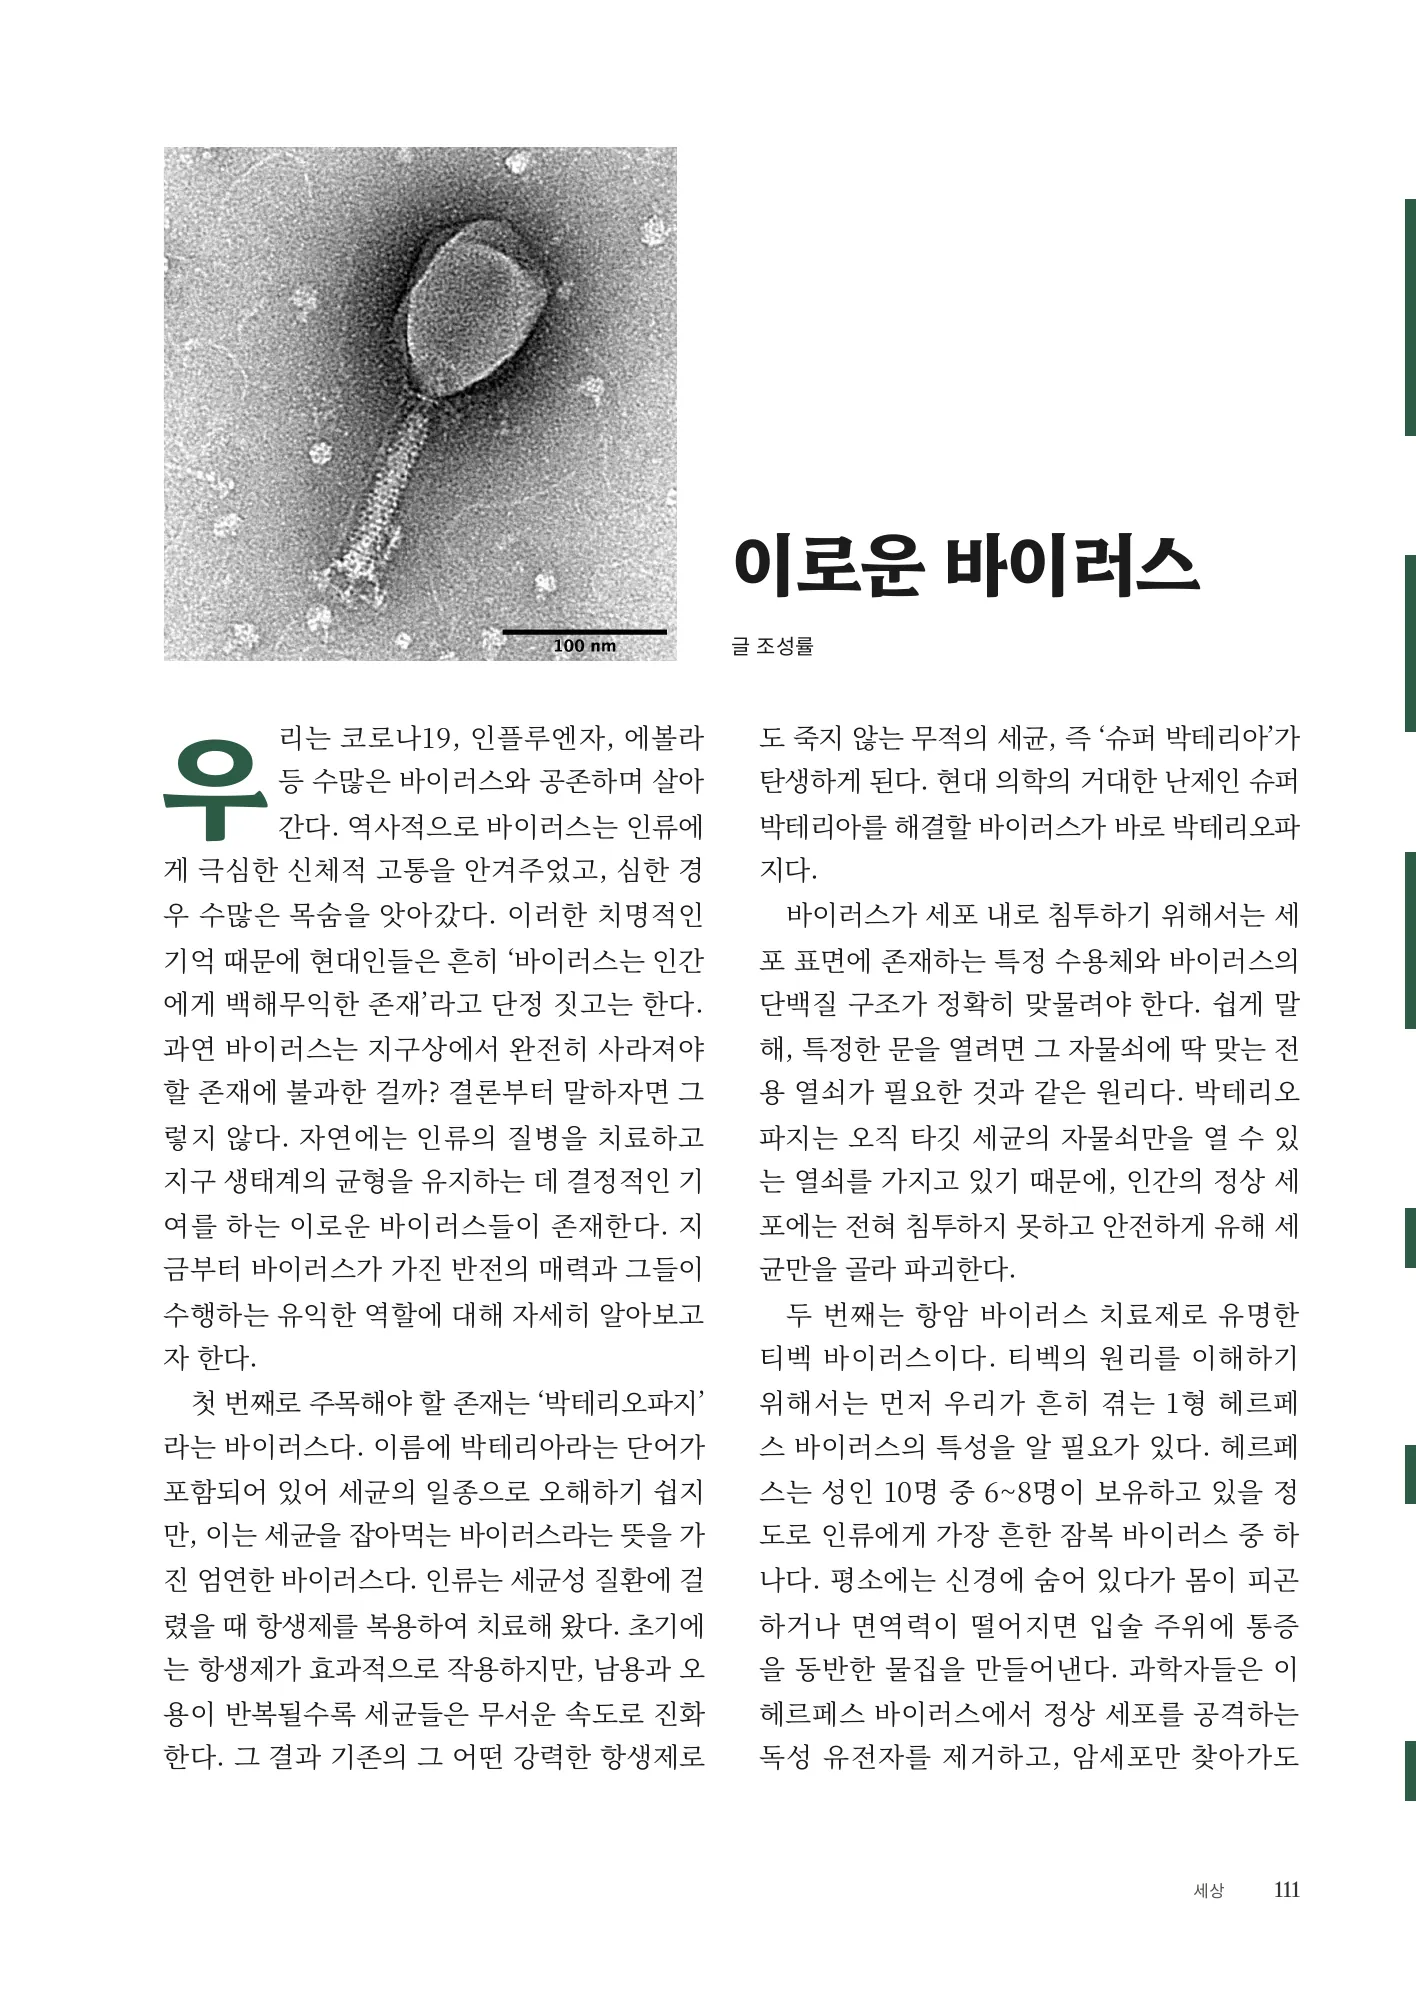 100 nm
이로운 바이러스
글 조성률
우리는 코로나19, 인플루엔자, 에볼라
등 수많은 바이러스와 공존하며 살아
간다. 역사적으로 바이러스는 인류에
게 극심한 신체적 고통을 안겨주었고, 심한 경
우 수많은 목숨을 앗아갔다. 이러한 치명적인
기억 때문에 현대인들은 흔히 ‘바이러스는 인간
에게 백해무익한 존재’라고 단정 짓고는 한다.
과연 바이러스는 지구상에서 완전히 사라져야
할 존재에 불과한 걸까? 결론부터 말하자면 그
렇지 않다. 자연에는 인류의 질병을 치료하고
지구 생태계의 균형을 유지하는 데 결정적인 기
여를 하는 이로운 바이러스들이 존재한다. 지
금부터 바이러스가 가진 반전의 매력과 그들이
수행하는 유익한 역할에 대해 자세히 알아보고
자 한다.
첫 번째로 주목해야 할 존재는 ‘박테리오파지’
라는 바이러스다. 이름에 박테리아라는 단어가
포함되어 있어 세균의 일종으로 오해하기 쉽지
만, 이는 세균을 잡아먹는 바이러스라는 뜻을 가
진 엄연한 바이러스다. 인류는 세균성 질환에 걸
렸을 때 항생제를 복용하여 치료해 왔다. 초기에
는 항생제가 효과적으로 작용하지만, 남용과 오
용이 반복될수록 세균들은 무서운 속도로 진화
한다. 그 결과 기존의 그 어떤 강력한 항생제로
도 죽지 않는 무적의 세균, 즉 ‘슈퍼 박테리아’가
탄생하게 된다. 현대 의학의 거대한 난제인 슈퍼
박테리아를 해결할 바이러스가 바로 박테리오파
지다.
바이러스가 세포 내로 침투하기 위해서는 세
포 표면에 존재하는 특정 수용체와 바이러스의
단백질 구조가 정확히 맞물려야 한다. 쉽게 말
해, 특정한 문을 열려면 그 자물쇠에 딱 맞는 전
용 열쇠가 필요한 것과 같은 원리다. 박테리오
파지는 오직 타깃 세균의 자물쇠만을 열 수 있
는 열쇠를 가지고 있기 때문에, 인간의 정상 세
포에는 전혀 침투하지 못하고 안전하게 유해 세
균만을 골라 파괴한다.
두 번째는 항암 바이러스 치료제로 유명한
티벡 바이러스이다. 티벡의 원리를 이해하기
위해서는 먼저 우리가 흔히 겪는 1형 헤르페
스 바이러스의 특성을 알 필요가 있다. 헤르페
스는 성인 10명 중 6~8명이 보유하고 있을 정
도로 인류에게 가장 흔한 잠복 바이러스 중 하
나다. 평소에는 신경에 숨어 있다가 몸이 피곤
하거나 면역력이 떨어지면 입술 주위에 통증
을 동반한 물집을 만들어낸다. 과학자들은 이
헤르페스 바이러스에서 정상 세포를 공격하는
독성 유전자를 제거하고, 암세포만 찾아가도
세상 111